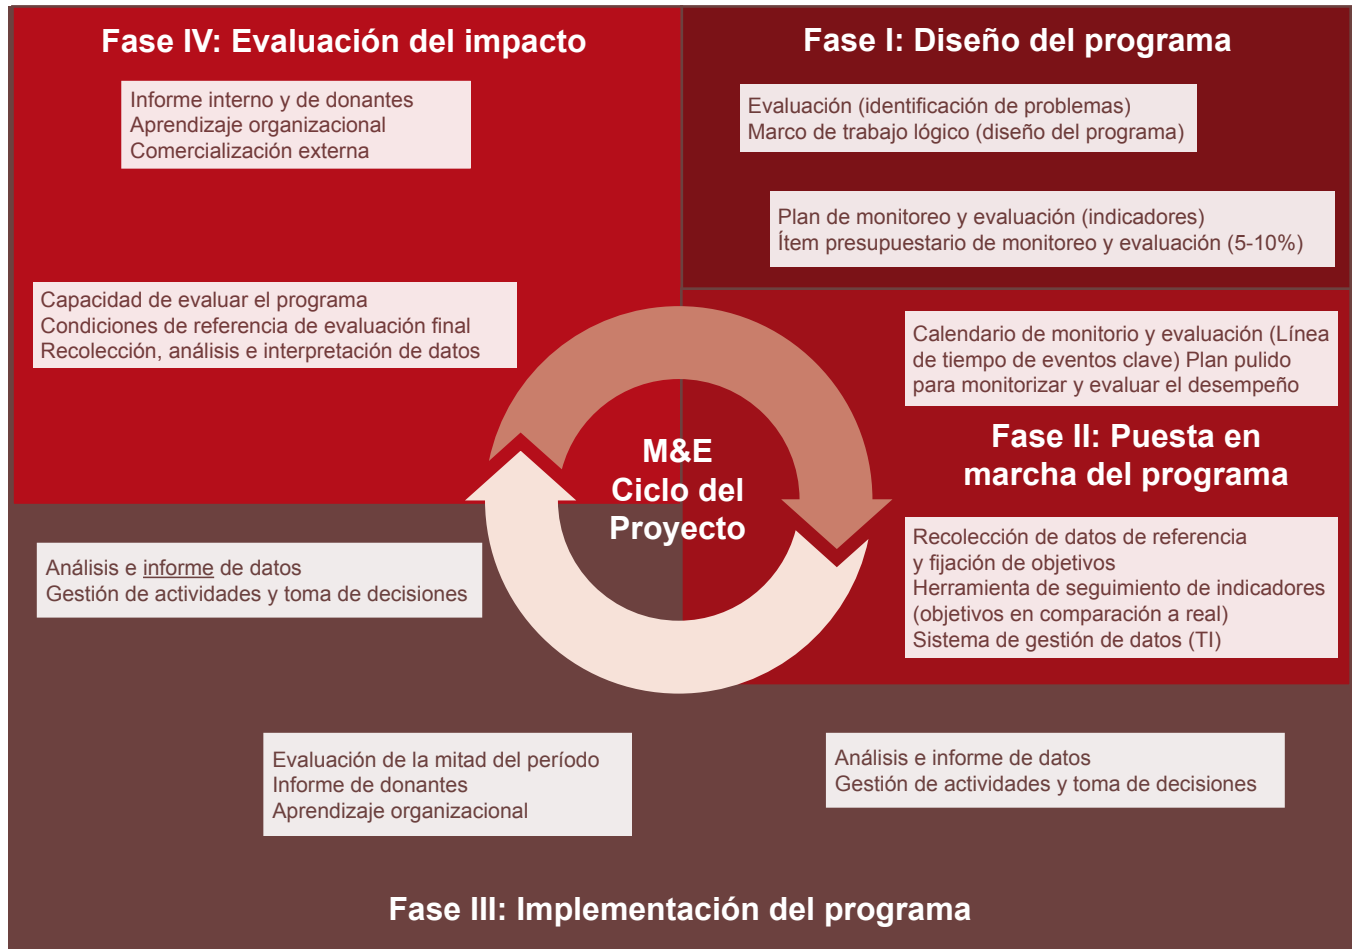 Fase IV: Evaluación del impacto
Informe interno y de donantes
Aprendizaje organizacional
Comercialización externa
Capacidad de evaluar el programa
Condiciones de referencia de evaluación final
Recolección, análisis e interpretación de datos
Fase I: Diseño del programa
Evaluación (identificación de problemas)
Marco de trabajo lógico (diseño del programa)
Plan de monitoreo y evaluación (indicadores)
Ítem presupuestario de monitoreo y evaluación (5-10%)
Calendario de monitorio y evaluación (Línea
de tiempo de eventos clave) Plan pulido
para monitorizar y evaluar el desempeño
Fase II: Puesta en
marcha del programa
Recolección de datos de referencia
y fijación de objetivos
Herramienta de seguimiento de indicadores
(objetivos en comparación a real)
Sistema de gestión de datos (TI)
M&E
Ciclo del
Proyecto
Análisis e informe de datos
Gestión de actividades y toma de decisiones
Evaluación de la mitad del período
Informe de donantes
Aprendizaje organizacional
Análisis e informe de datos
Gestión de actividades y toma de decisiones
Fase III: Implementación del programa